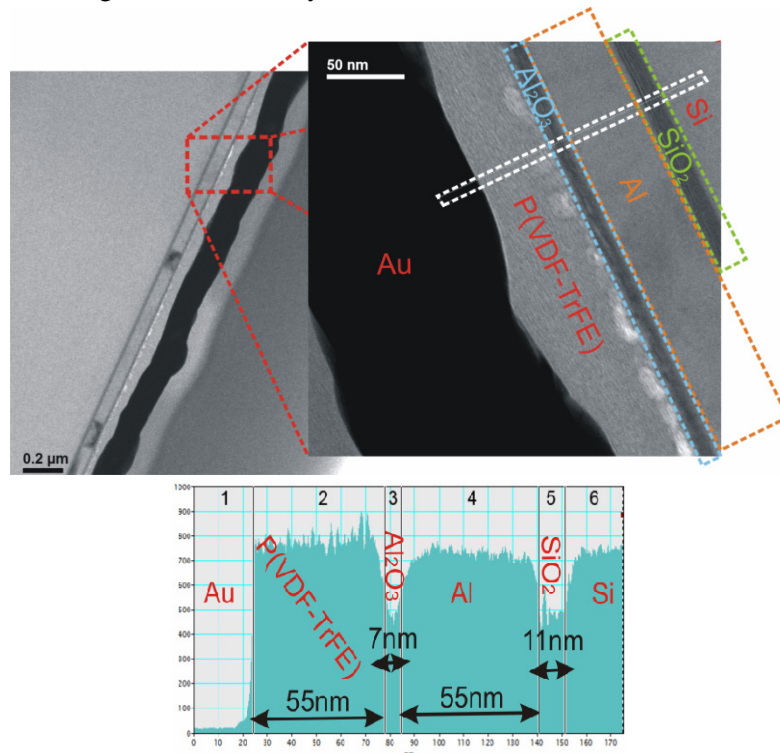 50 nm
Al₂O₃
Si
SiO₂
Al
Au
P(VDF-TrFE)
0.2 µm
1 2 3 4 5 6
1000
900
800
700
600
500
400
300
200
100
0
Au
P(VDF-TrFE)
Al₂O₃
Al
SiO₂
Si
7nm
11nm
55nm
55nm
0 10 20 30 40 50 60 70 80 90 100 110 120 130 140 150 160 170